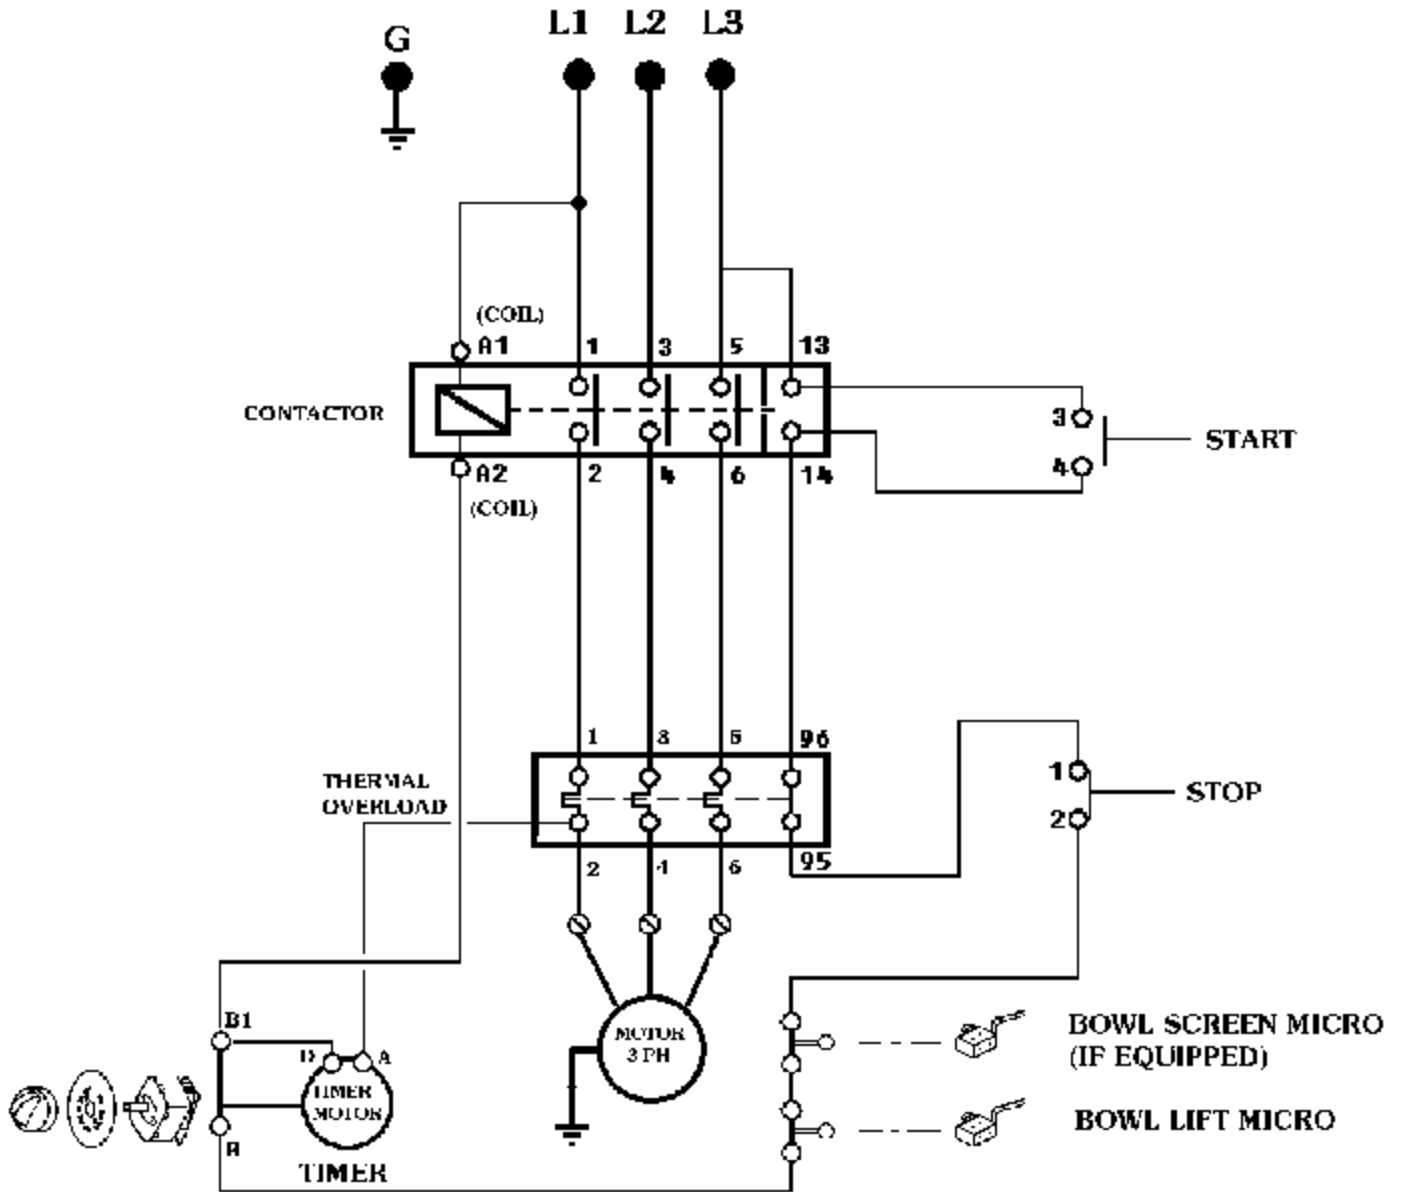 G
L1 L2 L3
(COIL)
A1 1 3 5 13
CONTACTOR
3
START
4
A2 2 4 6 14
(COIL)
1 3 5 96
THERMAL
OVERLOAD
1
STOP
2
2 4 6 95
B1
D A
TIMER
MOTOR
B
TIMER
MOTOR
3 PH
BOWL SCREEN MICRO
(IF EQUIPPED)
BOWL LIFT MICRO